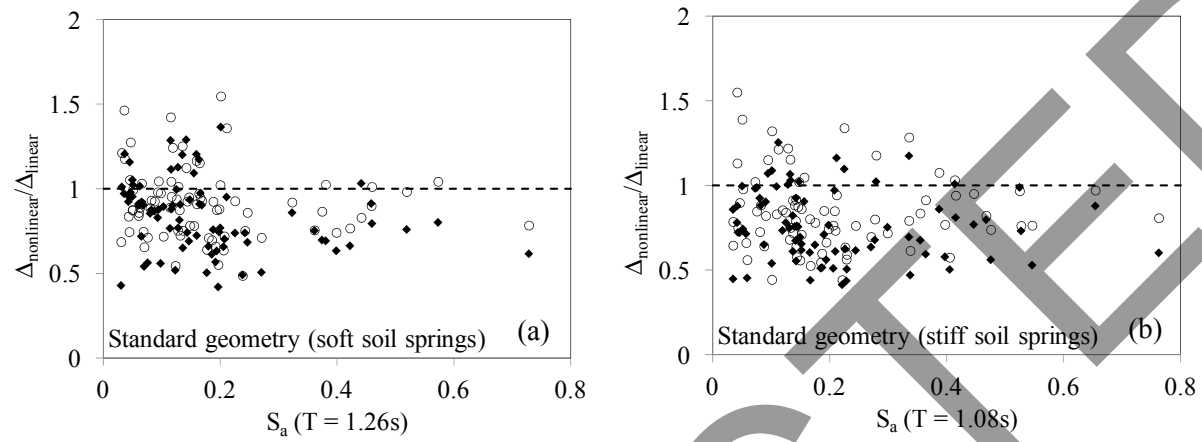 2
1.5
1
0.5
0
Δnonlinear/Δlinear
Standard geometry (soft soil springs) (a)
0 0.2 0.4 0.6 0.8
Sa (T = 1.26s)
2
1.5
1
0.5
0
Δnonlinear/Δlinear
Standard geometry (stiff soil springs) (b)
0 0.2 0.4 0.6 0.8
Sa (T = 1.08s)